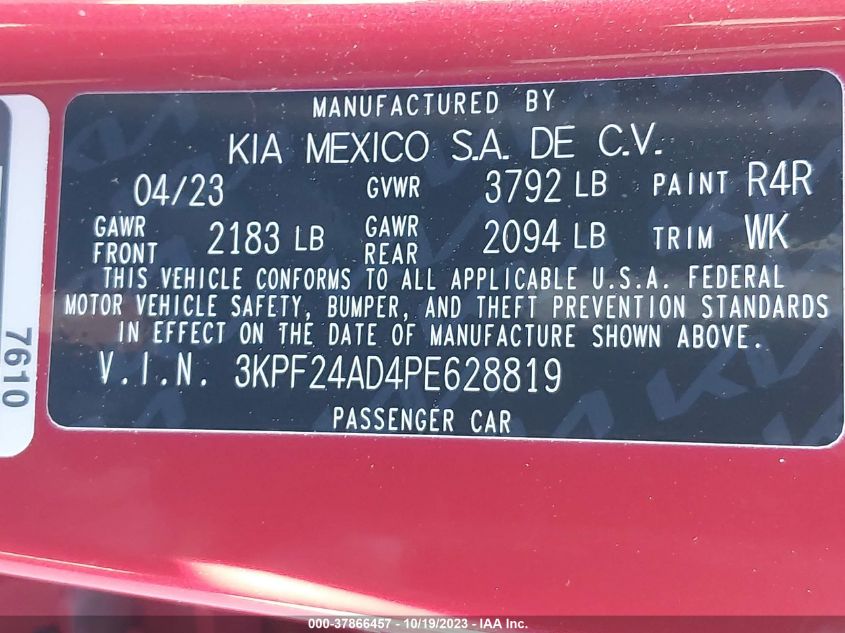 MANUFACTURED BY
KIA MEXICO S.A. DE C.V.
04/23 GVWR 3792 LB PAINT R4R
GAWR FRONT 2183 LB GAWR REAR 2094 LB TRIM WK
THIS VEHICLE CONFORMS TO ALL APPLICABLE U.S.A. FEDERAL
MOTOR VEHICLE SAFETY, BUMPER, AND THEFT PREVENTION STANDARDS
IN EFFECT ON THE DATE OF MANUFACTURE SHOWN ABOVE.
V.I.N. 3KPF24AD4PE628819
PASSENGER CAR
7610
000-37866457 - 10/19/2023 - IAA Inc.